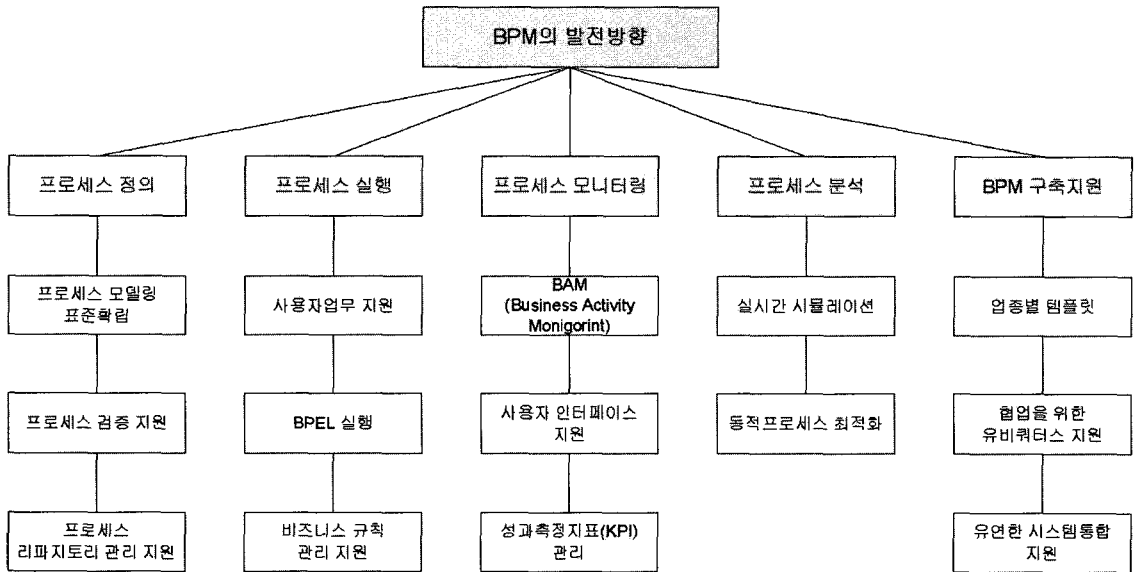 BPM의 발전방향
프로세스 정의
프로세스 실행
프로세스 모니터링
프로세스 분석
BPM 구축지원
프로세스 모델링
표준확립
사용자업무 지원
BAM
(Business Activity
Monigorint)
실시간 시뮬레이션
업종별 템플릿
프로세스 검증 지원
BPEL 실행
사용자 인터페이스
지원
동적프로세스 최적화
협업을 위한
유비쿼터스 지원
프로세스
리파지토리 관리 지원
비즈니스 규칙
관리 지원
성과측정지표(KPI)
관리
유연한 시스템통합
지원